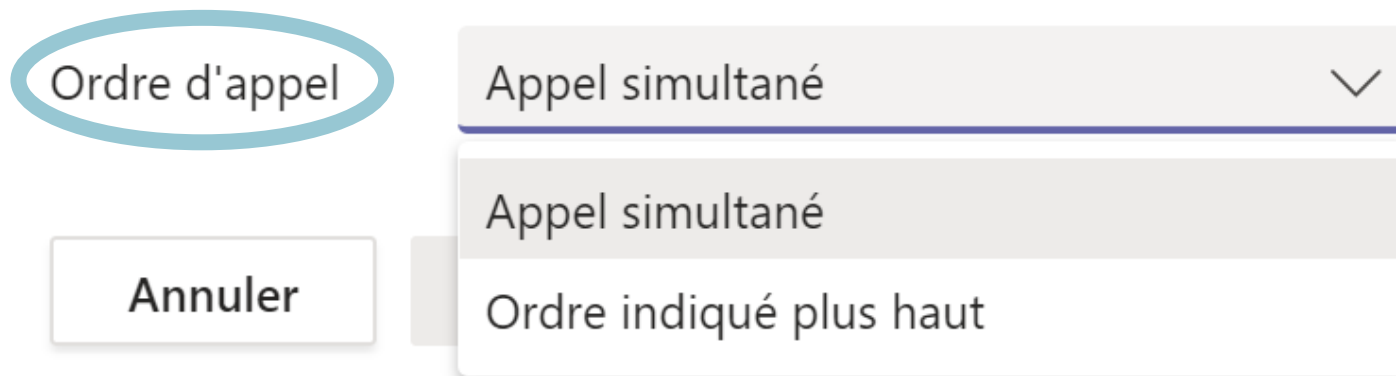 Ordre d'appel
Appel simultané
Appel simultané
Annuler
Ordre indiqué plus haut